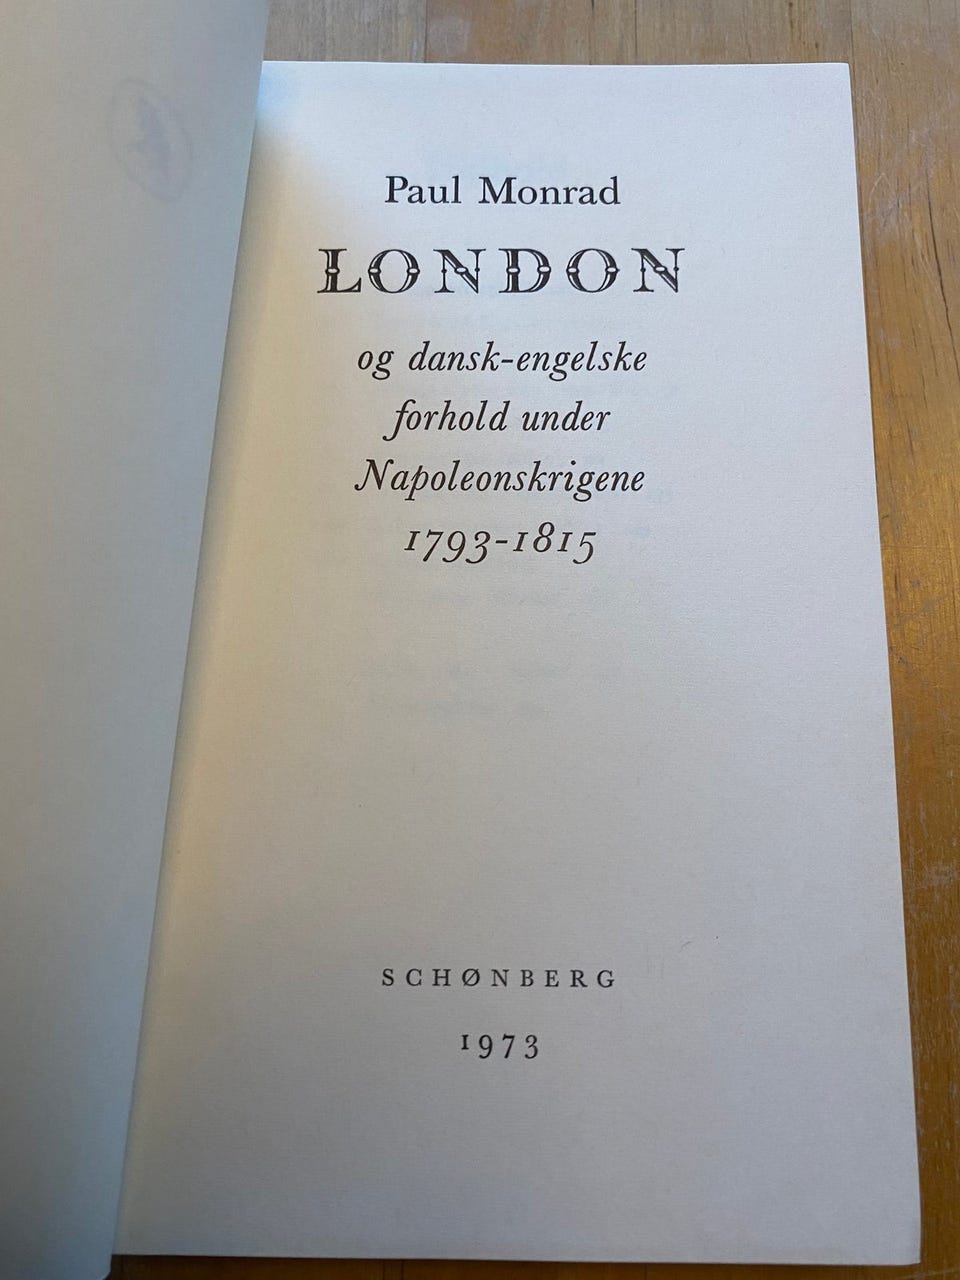 Paul Monrad
LONDON
og dansk-engelske
forhold under
Napoleonskrigene
1793-1815
SCHØNBERG
1973